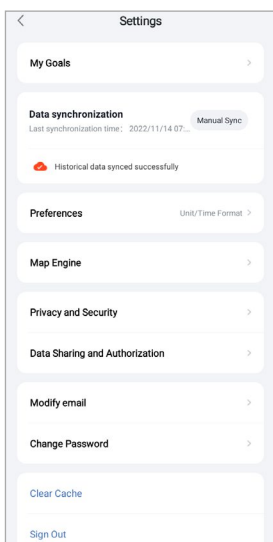 Settings
My Goals
Data synchronization
Last synchronization time: 2022/11/14 07:...
Manual Sync
Historical data synced successfully
Preferences
Unit/Time Format
Map Engine
Privacy and Security
Data Sharing and Authorization
Modify email
Change Password
Clear Cache
Sign Out